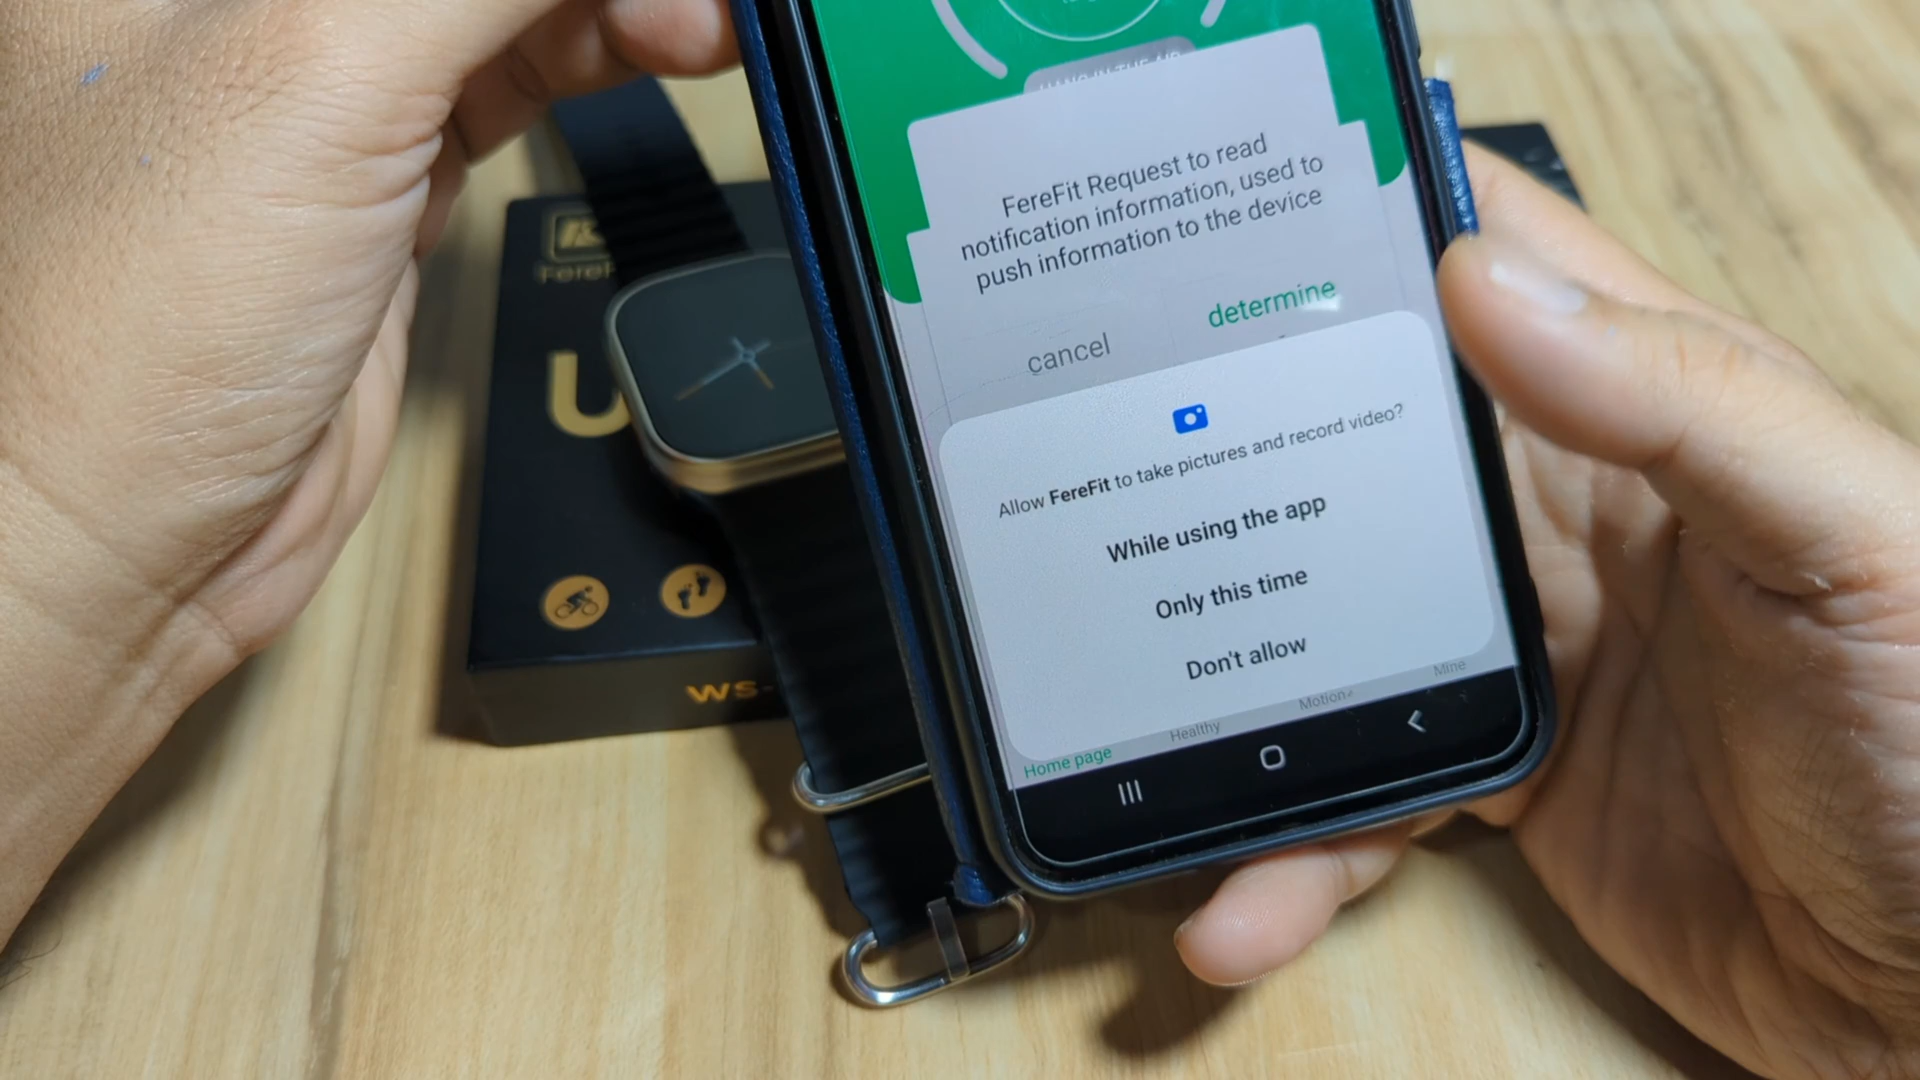 FereFit Request to read
notification information, used to
push information to the device
cancel
determine
Allow FereFit to take pictures and record video?
While using the app
Only this time
Don't allow
Home page
Healthy
Motion
Mine
U
WS-